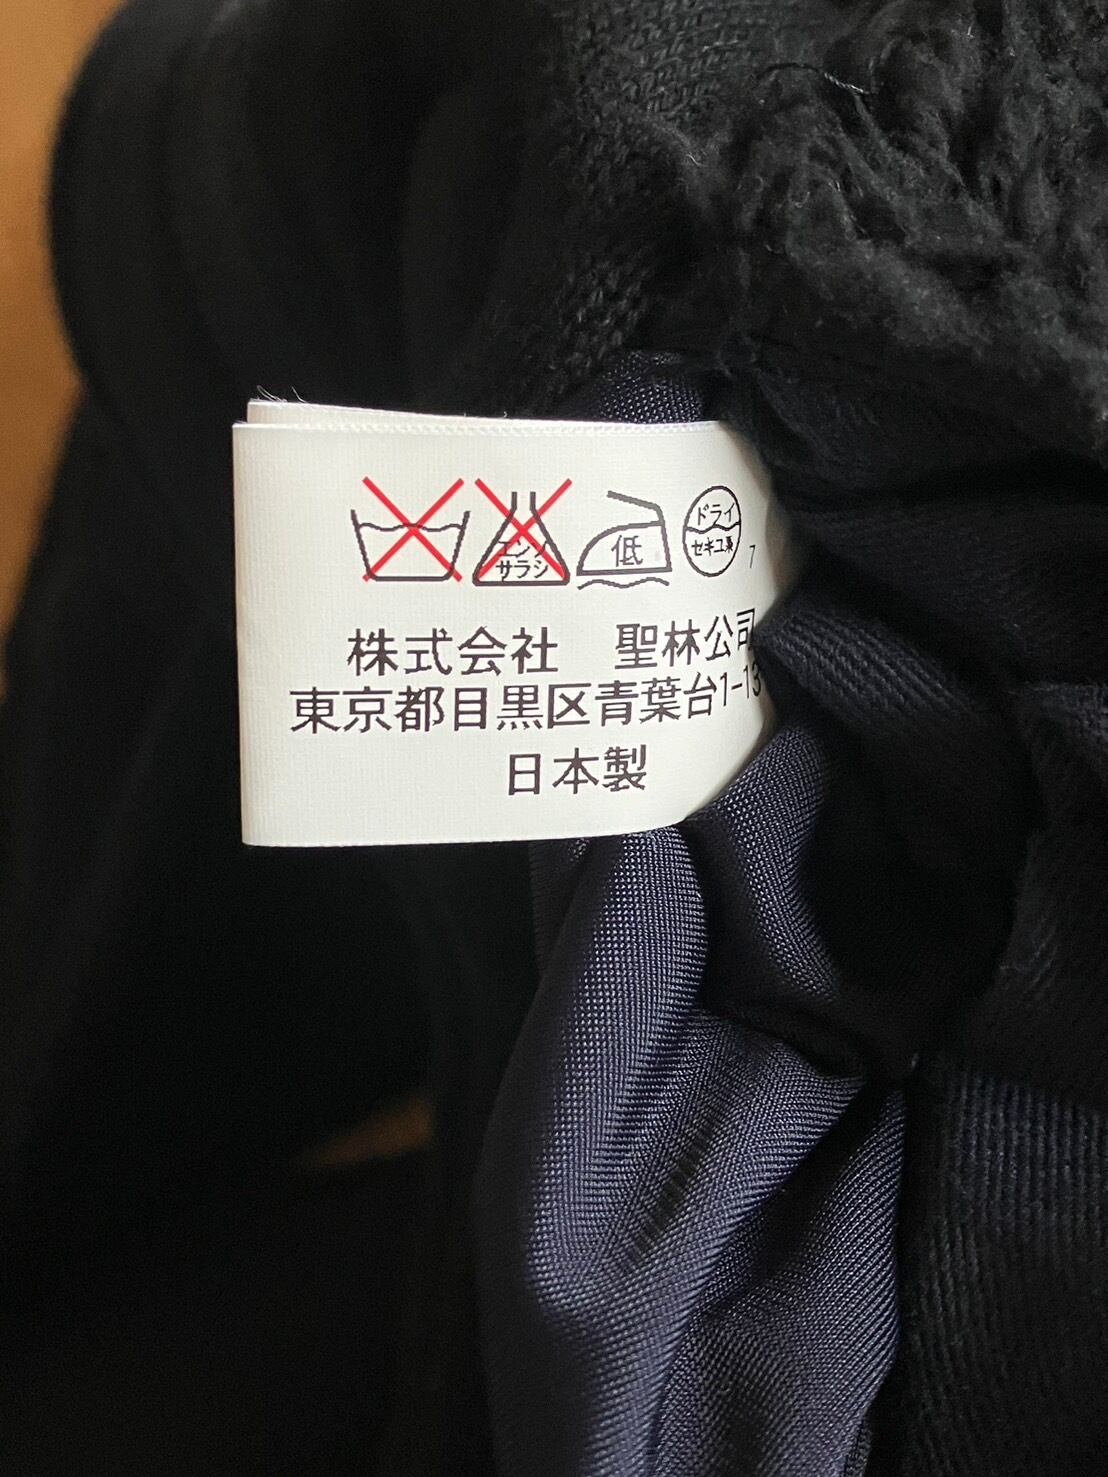 エンソ サラシ 低 ドライ セキユ系
7
株式会社 聖林公司
東京都目黒区青葉台1-13
日本製